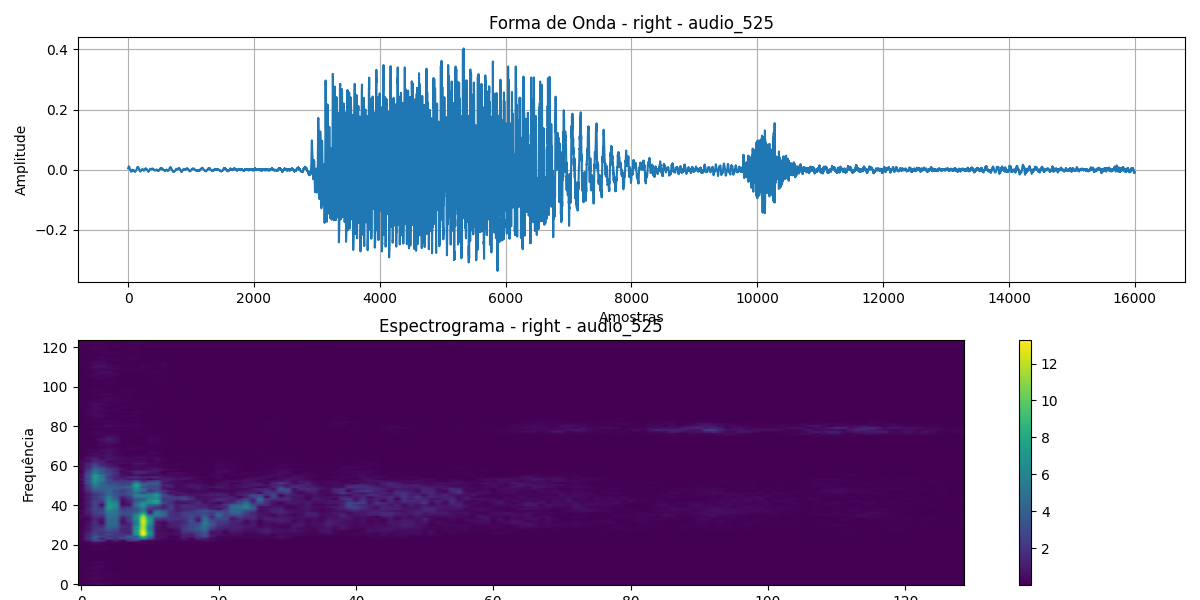 Forma de Onda - right - audio_525
Amplitude
0.4
0.2
0.0
−0.2
0 2000 4000 6000 8000 10000 12000 14000 16000
Amostras
Espectrograma - right - audio_525
Frequência
120
100
80
60
40
20
0
0 20 40 60 80 100 120
12
10
8
6
4
2